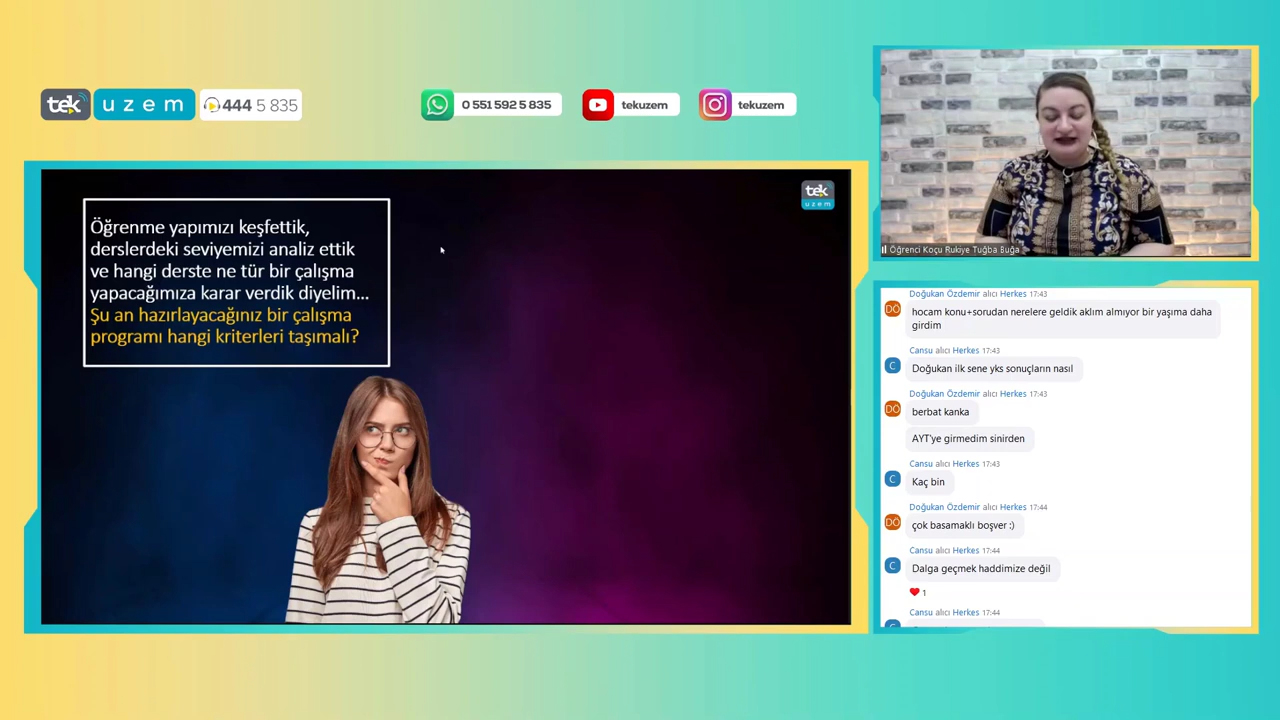 tek
uzem
444 5 835
0 551 592 5 835
tekuzem
tekuzem
tek
uzem
Öğrenme yapımızı keşfettik,
derslerdeki seviyemizi analiz ettik
ve hangi derste ne tür bir çalışma
yapacağımıza karar verdik diyelim...
Şu an hazırlayacağınız bir çalışma
programı hangi kriterleri taşımalı?
Öğrenci Koçu Rukiye Tuğba Buğa
Doğukan Özdemir alıcı Herkes 17:43
DÖ
hocam konu+sorudan nerelere geldik aklım almıyor bir yaşıma daha
girdim
Cansu alıcı Herkes 17:43
C
Doğukan ilk sene yks sonuçların nasıl
Doğukan Özdemir alıcı Herkes 17:43
DÖ
berbat kanka
AYT'ye girmedim sinirden
Cansu alıcı Herkes 17:43
C
Kaç bin
Doğukan Özdemir alıcı Herkes 17:44
DÖ
çok basamaklı boşver :)
Cansu alıcı Herkes 17:44
C
Dalga geçmek haddimize değil
1
Cansu alıcı Herkes 17:44
C